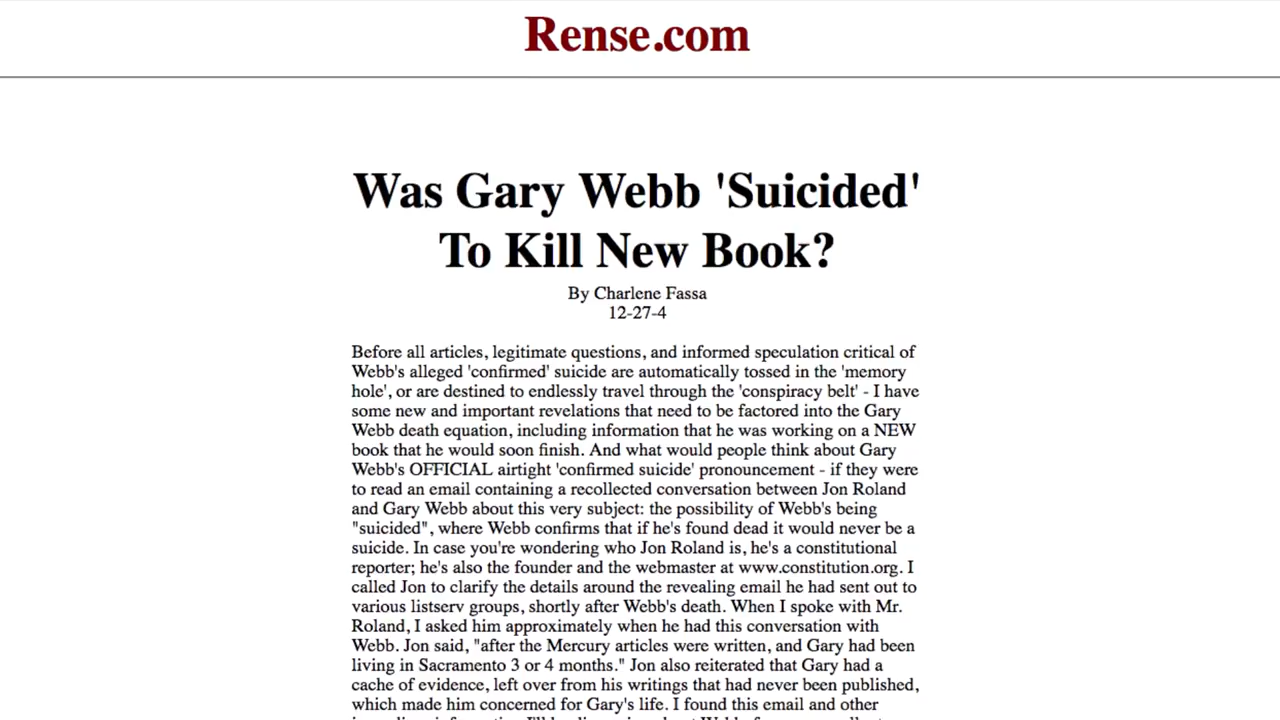 Rense.com
Was Gary Webb 'Suicided'
To Kill New Book?
By Charlene Fassa
12-27-4
Before all articles, legitimate questions, and informed speculation critical of
Webb's alleged 'confirmed' suicide are automatically tossed in the 'memory
hole', or are destined to endlessly travel through the 'conspiracy belt' - I have
some new and important revelations that need to be factored into the Gary
Webb death equation, including information that he was working on a NEW
book that he would soon finish. And what would people think about Gary
Webb's OFFICIAL airtight 'confirmed suicide' pronouncement - if they were
to read an email containing a recollected conversation between Jon Roland
and Gary Webb about this very subject: the possibility of Webb's being
"suicided", where Webb confirms that if he's found dead it would never be a
suicide. In case you're wondering who Jon Roland is, he's a constitutional
reporter; he's also the founder and the webmaster at www.constitution.org. I
called Jon to clarify the details around the revealing email he had sent out to
various listserv groups, shortly after Webb's death. When I spoke with Mr.
Roland, I asked him approximately when he had this conversation with
Webb. Jon said, "after the Mercury articles were written, and Gary had been
living in Sacramento 3 or 4 months." Jon also reiterated that Gary had a
cache of evidence, left over from his writings that had never been published,
which made him concerned for Gary's life. I found this email and other